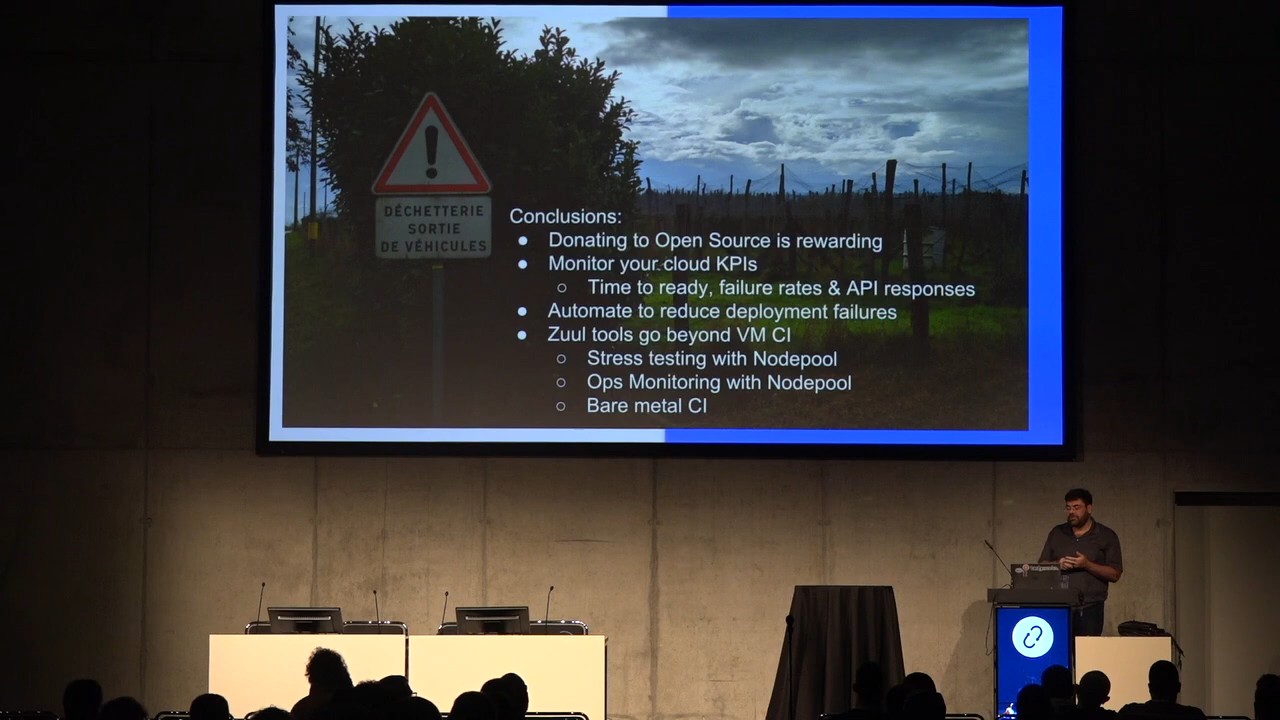 DÉCHETTERIE
SORTIE
DE VÉHICULES
Conclusions:
● Donating to Open Source is rewarding
● Monitor your cloud KPIs
○ Time to ready, failure rates & API responses
● Automate to reduce deployment failures
● Zuul tools go beyond VM CI
○ Stress testing with Nodepool
○ Ops Monitoring with Nodepool
○ Bare metal CI